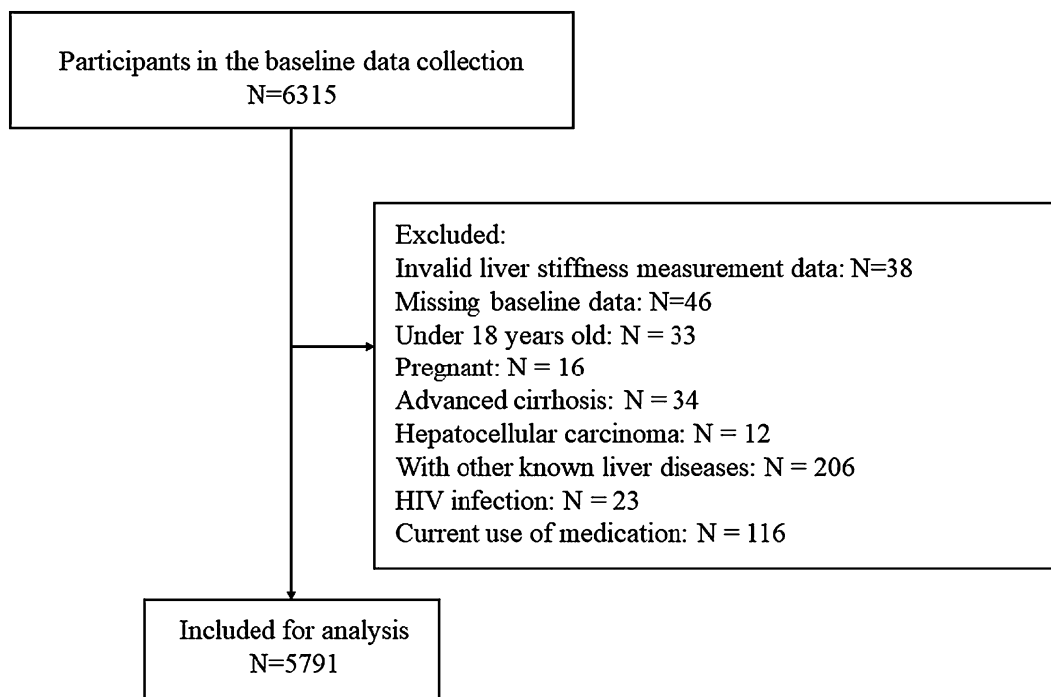 Participants in the baseline data collection
N=6315
Excluded:
Invalid liver stiffness measurement data: N=38
Missing baseline data: N=46
Under 18 years old: N = 33
Pregnant: N = 16
Advanced cirrhosis: N = 34
Hepatocellular carcinoma: N = 12
With other known liver diseases: N = 206
HIV infection: N = 23
Current use of medication: N = 116
Included for analysis
N=5791